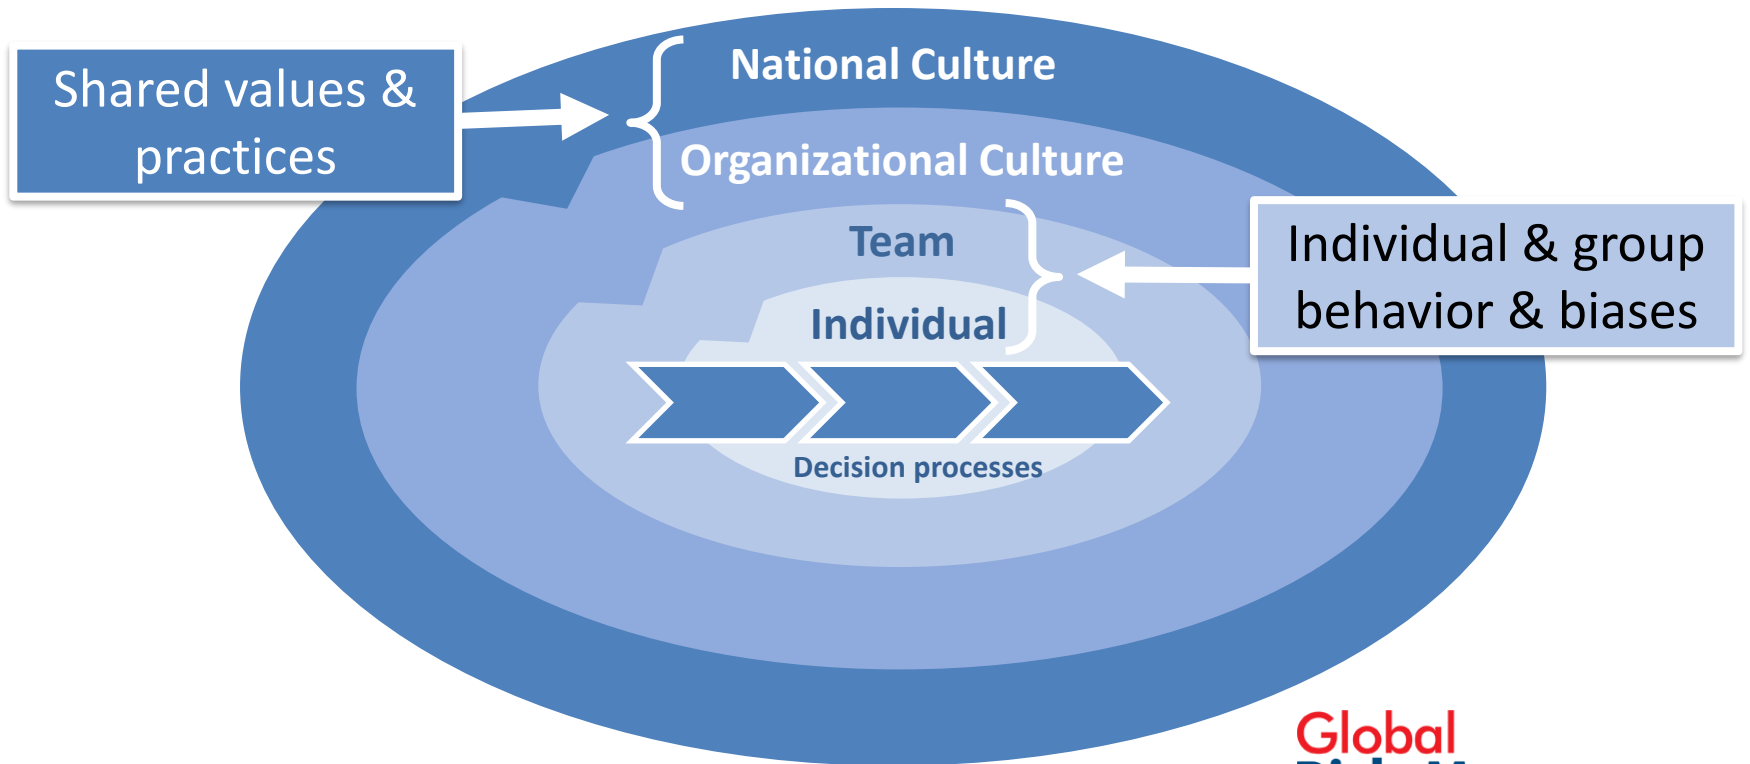 National Culture
Shared values &
practices
Organizational Culture
Team
Individual & group
behavior & biases
Individual
Decision processes
Global